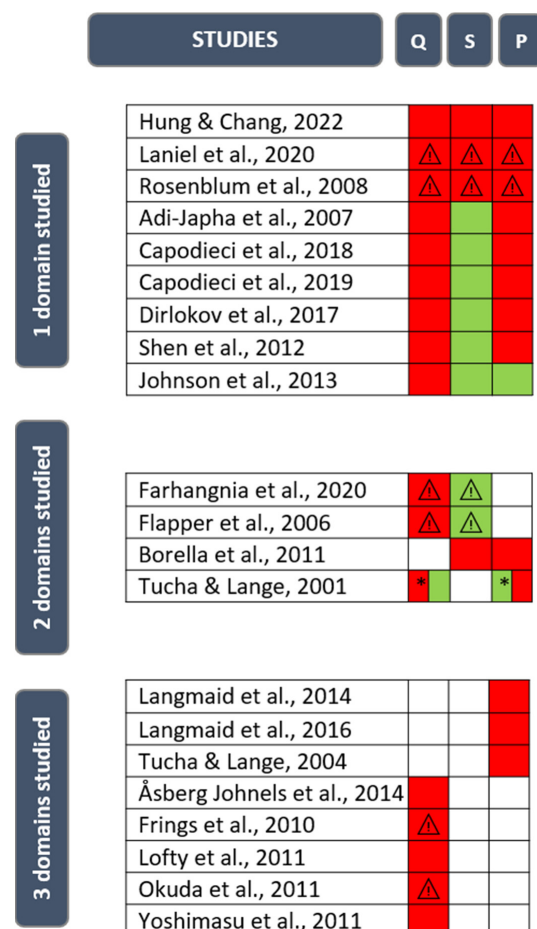 STUDIES Q S P
1 domain studied
Hung & Chang, 2022
Laniel et al., 2020
Rosenblum et al., 2008
Adi-Japha et al., 2007
Capodieci et al., 2018
Capodieci et al., 2019
Dirlokov et al., 2017
Shen et al., 2012
Johnson et al., 2013
2 domains studied
Farhangnia et al., 2020
Flapper et al., 2006
Borella et al., 2011
Tucha & Lange, 2001 * *
3 domains studied
Langmaid et al., 2014
Langmaid et al., 2016
Tucha & Lange, 2004
Åsberg Johnels et al., 2014
Frings et al., 2010
Lofty et al., 2011
Okuda et al., 2011
Yoshimasu et al., 2011